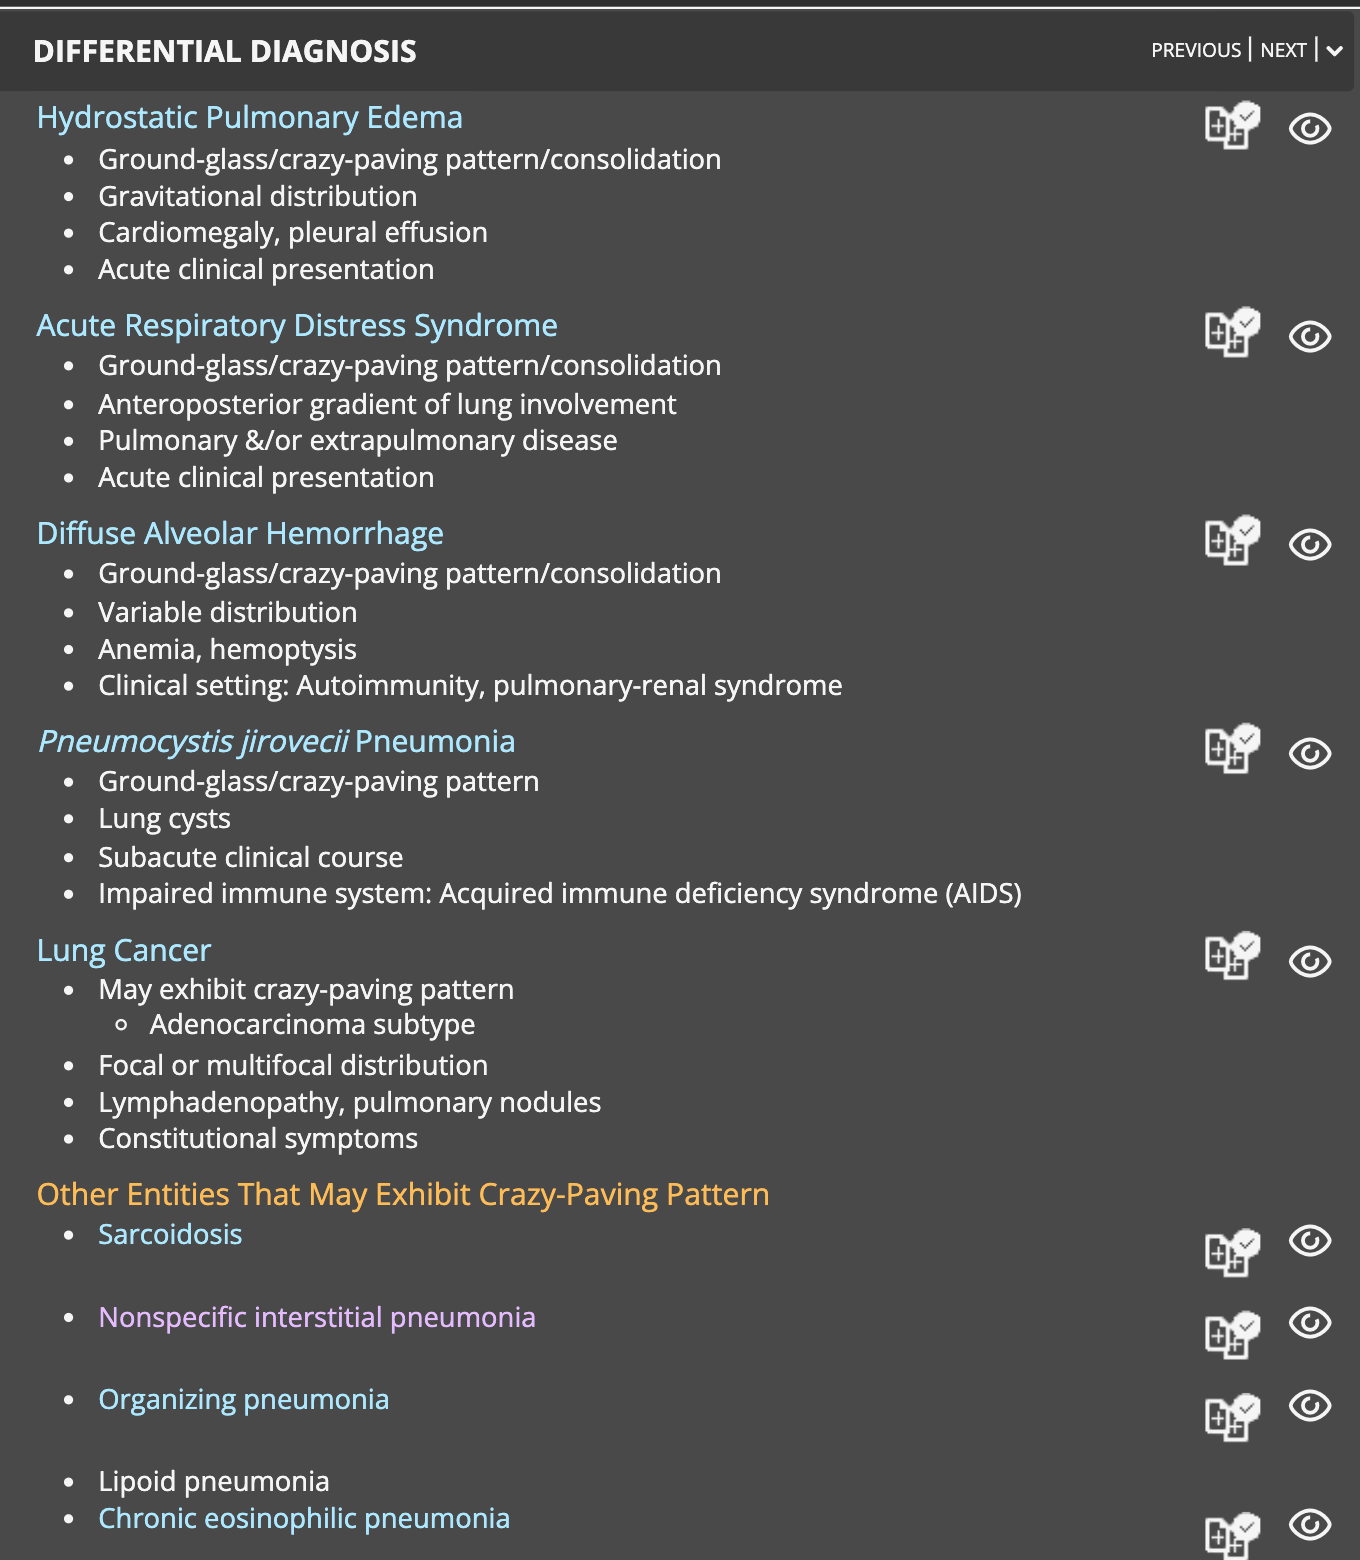 DIFFERENTIAL DIAGNOSIS
PREVIOUS | NEXT |
Hydrostatic Pulmonary Edema
• Ground-glass/crazy-paving pattern/consolidation
• Gravitational distribution
• Cardiomegaly, pleural effusion
• Acute clinical presentation
Acute Respiratory Distress Syndrome
• Ground-glass/crazy-paving pattern/consolidation
• Anteroposterior gradient of lung involvement
• Pulmonary &/or extrapulmonary disease
• Acute clinical presentation
Diffuse Alveolar Hemorrhage
• Ground-glass/crazy-paving pattern/consolidation
• Variable distribution
• Anemia, hemoptysis
• Clinical setting: Autoimmunity, pulmonary-renal syndrome
Pneumocystis jirovecii Pneumonia
• Ground-glass/crazy-paving pattern
• Lung cysts
• Subacute clinical course
• Impaired immune system: Acquired immune deficiency syndrome (AIDS)
Lung Cancer
• May exhibit crazy-paving pattern
◦ Adenocarcinoma subtype
• Focal or multifocal distribution
• Lymphadenopathy, pulmonary nodules
• Constitutional symptoms
Other Entities That May Exhibit Crazy-Paving Pattern
• Sarcoidosis
• Nonspecific interstitial pneumonia
• Organizing pneumonia
• Lipoid pneumonia
• Chronic eosinophilic pneumonia